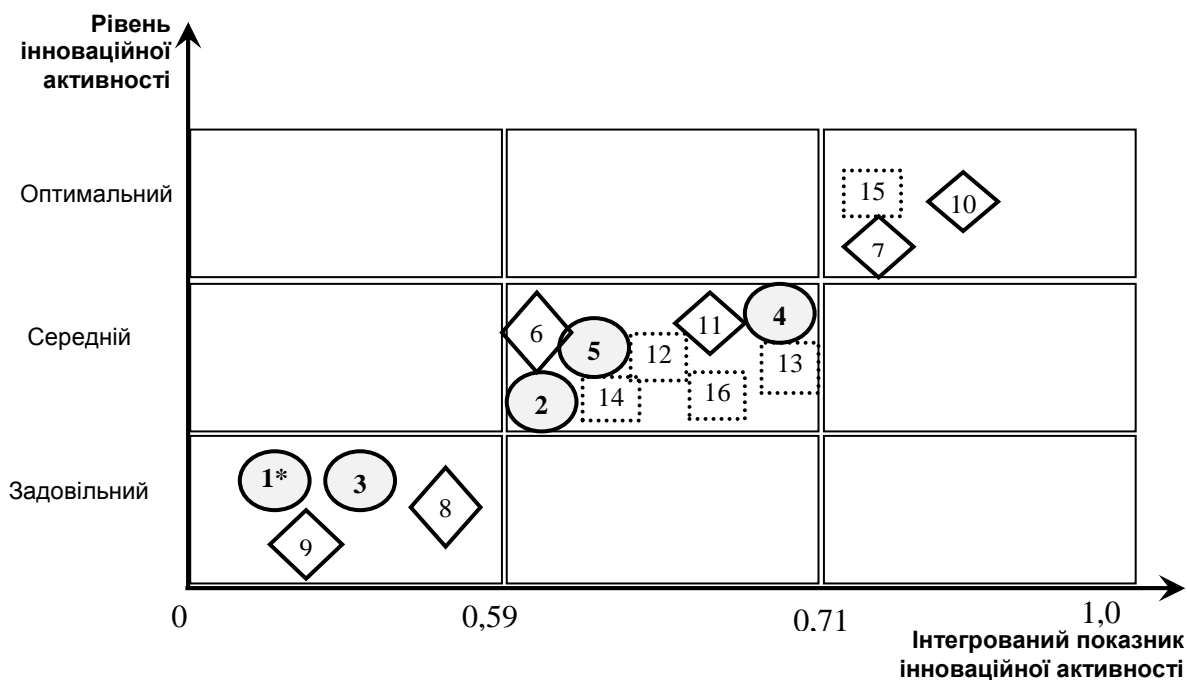 Рівень
інноваційної
активності
Оптимальний
15
10
7
Середній
6
5
12
11
4
13
2
14
16
Задовільний
1*
3
8
9
0
0,59
0,71
1,0
Інтегрований показник
інноваційної активності